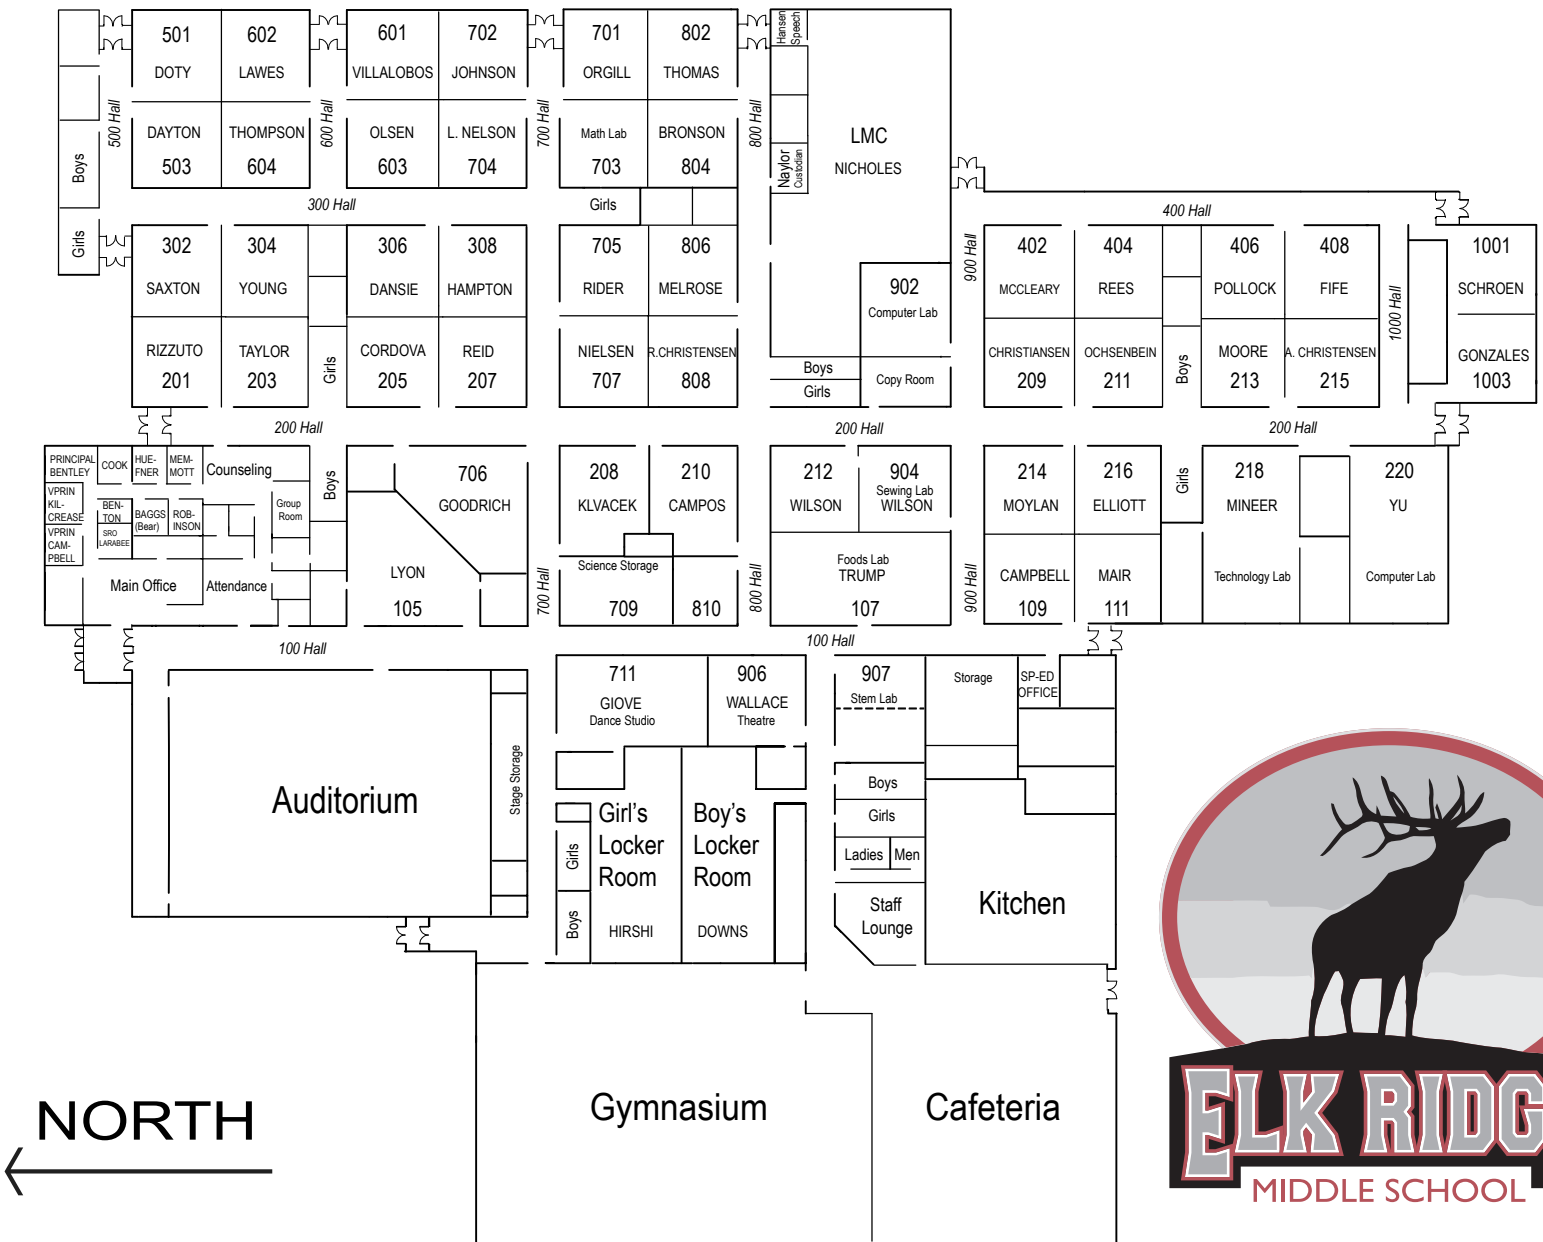 501
602
601
702
701
802
Hansen
Speech
DOTY
LAWES
VILLALOBOS
JOHNSON
ORGILL
THOMAS
500 Hall
600 Hall
700 Hall
800 Hall
DAYTON
THOMPSON
OLSEN
L. NELSON
Math Lab
BRONSON
LMC
503
604
603
704
703
804
Naylor
Custodian
NICHOLES
Boys
300 Hall
Girls
400 Hall
Girls
302
304
306
308
705
806
900 Hall
402
404
406
408
1001
SAXTON
YOUNG
DANSIE
HAMPTON
RIDER
MELROSE
902
Computer Lab
MCCLEARY
REES
POLLOCK
FIFE
1000 Hall
SCHROEN
RIZZUTO
TAYLOR
Girls
CORDOVA
REID
NIELSEN
R.CHRISTENSEN
Boys
Girls
Copy Room
CHRISTIANSEN
OCHSENBEIN
Boys
MOORE
A. CHRISTENSEN
GONZALES
201
203
205
207
707
808
209
211
213
215
1003
200 Hall
200 Hall
200 Hall
PRINCIPAL
BENTLEY
COOK
HUE-
FNER
MEM-
MOTT
Counseling
Boys
706
GOODRICH
208
KLVACEK
210
CAMPOS
212
WILSON
904
Sewing Lab
WILSON
214
MOYLAN
216
ELLIOTT
Girls
218
MINEER
220
YU
VPRIN
KIL-
CREASE
BEN-
TON
BAGGS
(Bear)
ROB-
INSON
Group
Room
VPRIN
CAM-
PBELL
SRO
LARABEE
Main Office
Attendance
LYON
105
700 Hall
Science Storage
709
810
800 Hall
Foods Lab
TRUMP
107
900 Hall
CAMPBELL
109
MAIR
111
Technology Lab
Computer Lab
100 Hall
100 Hall
711
GIOVE
Dance Studio
906
WALLACE
Theatre
907
Stem Lab
Storage
SP-ED
OFFICE
Auditorium
Stage Storage
Girl's
Locker
Room
Boy's
Locker
Room
Boys
Girls
Girls
Ladies
Men
Boys
HIRSHI
DOWNS
Staff
Lounge
Kitchen
NORTH
Gymnasium
Cafeteria
ELK RIDG
MIDDLE SCHOOL